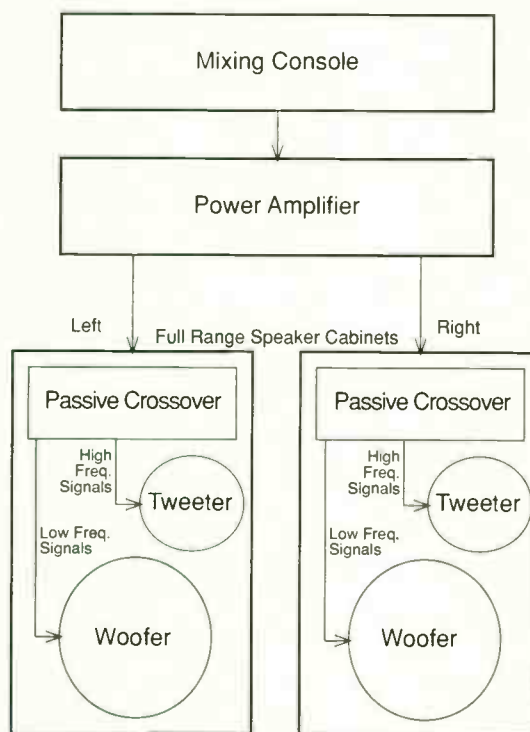 Mixing Console
Power Amplifier
Left
Full Range Speaker Cabinets
Right
Passive Crossover
High
Freq.
Signals
Tweeter
Low Freq.
Signals
Woofer
Passive Crossover
High
Freq.
Signals
Tweeter
Low Freq.
Signals
Woofer